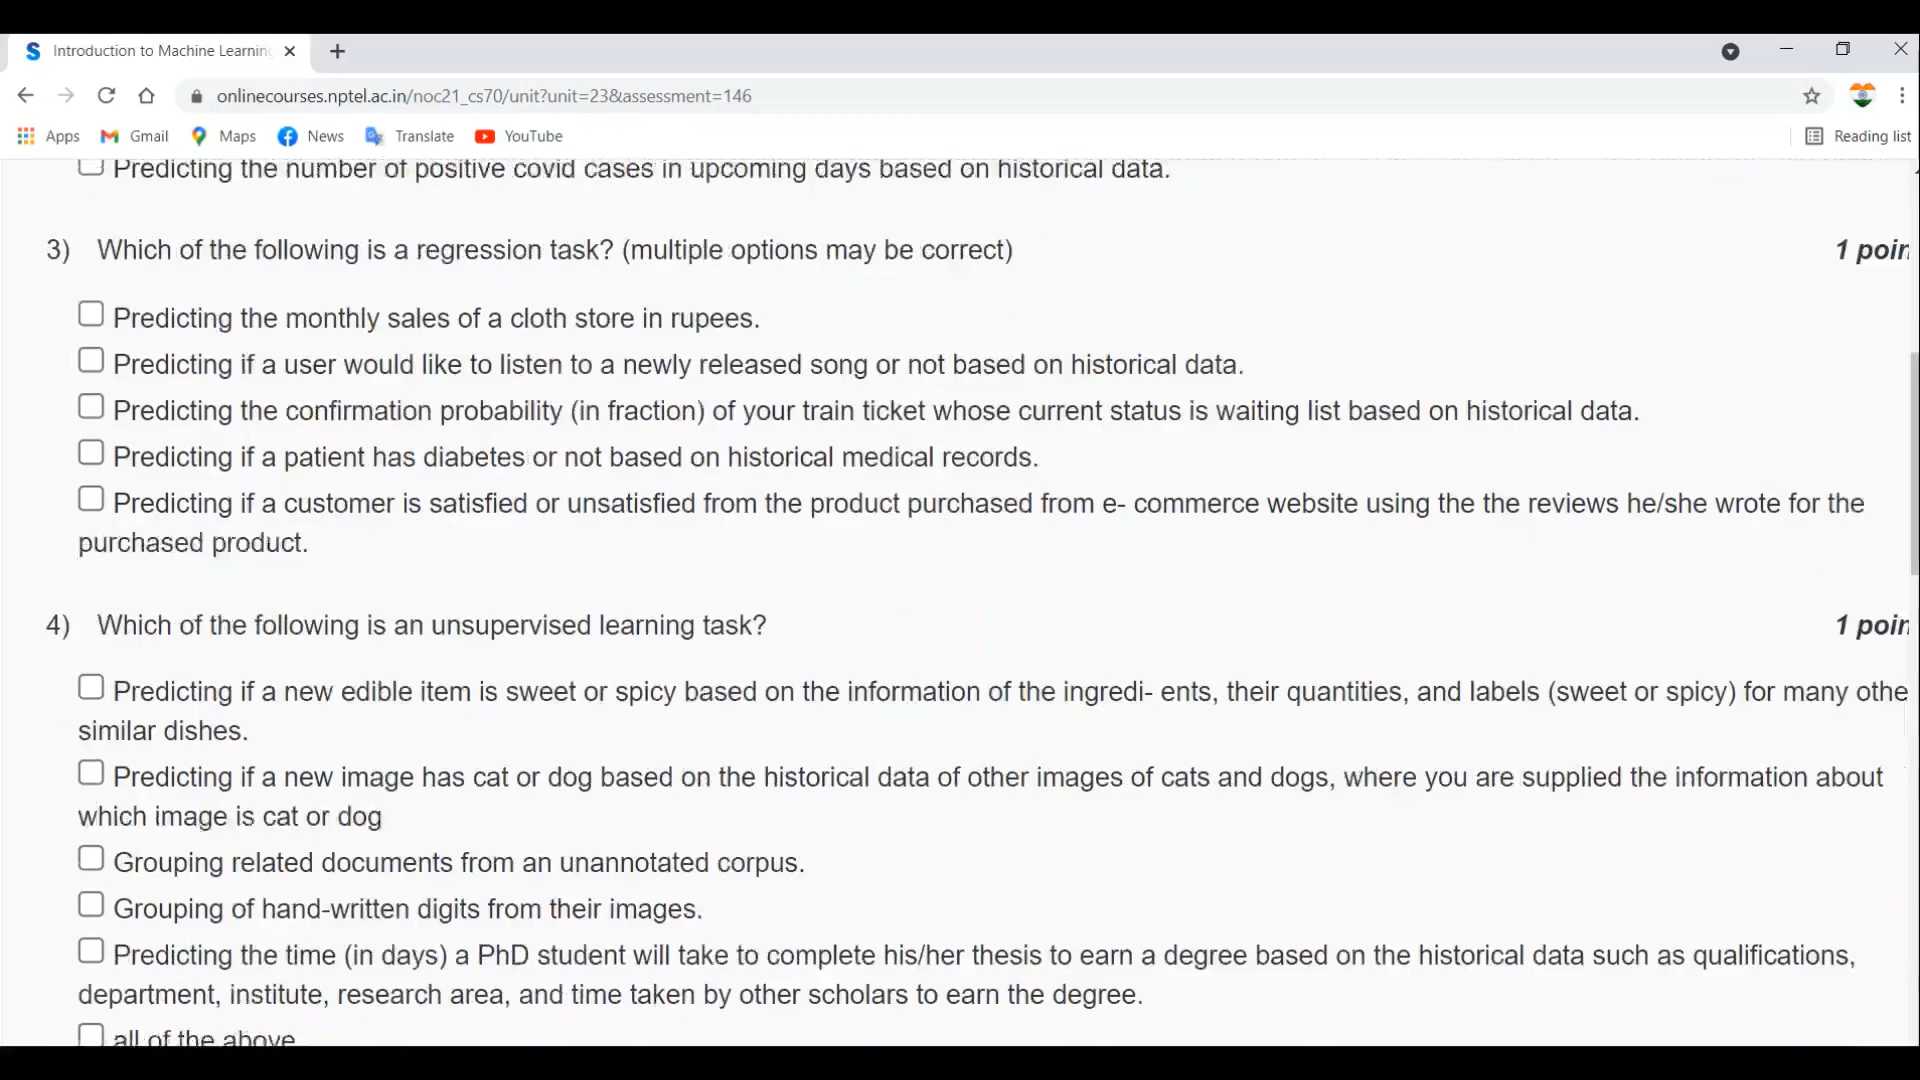 Introduction to Machine Learning
onlinecourses.nptel.ac.in/noc21_cs70/unit?unit=23&assessment=146
Apps Gmail Maps News Translate YouTube Reading list
Predicting the number of positive covid cases in upcoming days based on historical data.
3) Which of the following is a regression task? (multiple options may be correct) 1 poin
Predicting the monthly sales of a cloth store in rupees.
Predicting if a user would like to listen to a newly released song or not based on historical data.
Predicting the confirmation probability (in fraction) of your train ticket whose current status is waiting list based on historical data.
Predicting if a patient has diabetes or not based on historical medical records.
Predicting if a customer is satisfied or unsatisfied from the product purchased from e- commerce website using the the reviews he/she wrote for the
purchased product.
4) Which of the following is an unsupervised learning task? 1 poin
Predicting if a new edible item is sweet or spicy based on the information of the ingredi- ents, their quantities, and labels (sweet or spicy) for many othe
similar dishes.
Predicting if a new image has cat or dog based on the historical data of other images of cats and dogs, where you are supplied the information about
which image is cat or dog
Grouping related documents from an unannotated corpus.
Grouping of hand-written digits from their images.
Predicting the time (in days) a PhD student will take to complete his/her thesis to earn a degree based on the historical data such as qualifications,
department, institute, research area, and time taken by other scholars to earn the degree.
all of the above